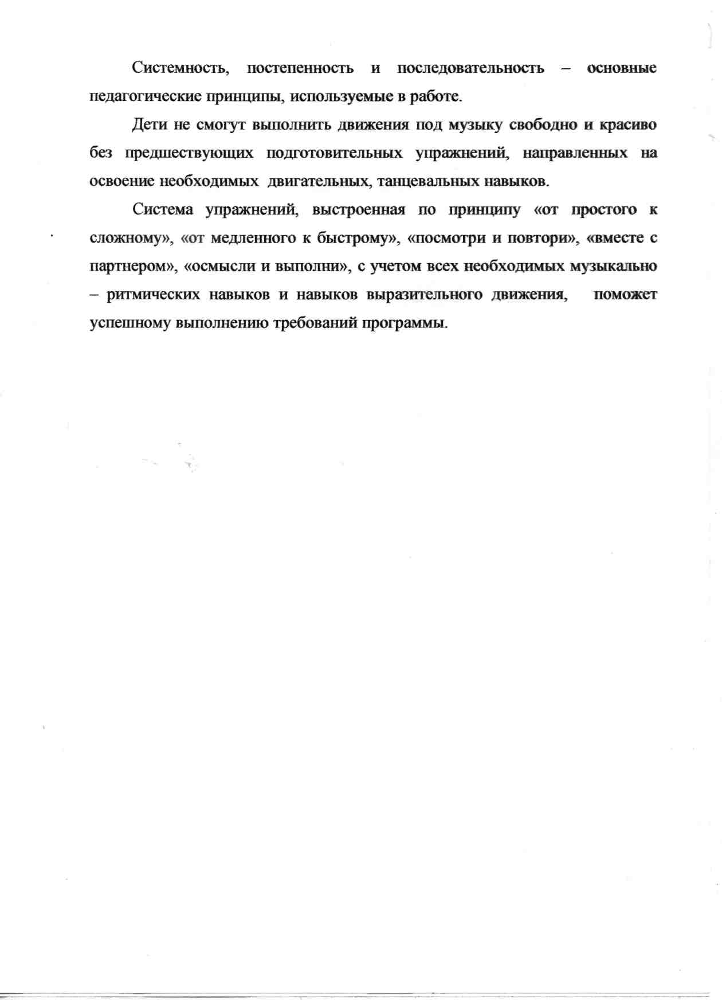 Системность, постепенность и последовательность – основные
педагогические принципы, используемые в работе.
Дети не смогут выполнить движения под музыку свободно и красиво
без предшествующих подготовительных упражнений, направленных на
освоение необходимых двигательных, танцевальных навыков.
Система упражнений, выстроенная по принципу «от простого к
сложному», «от медленного к быстрому», «посмотри и повтори», «вместе с
партнером», «осмысли и выполни», с учетом всех необходимых музыкально
– ритмических навыков и навыков выразительного движения, поможет
успешному выполнению требований программы.